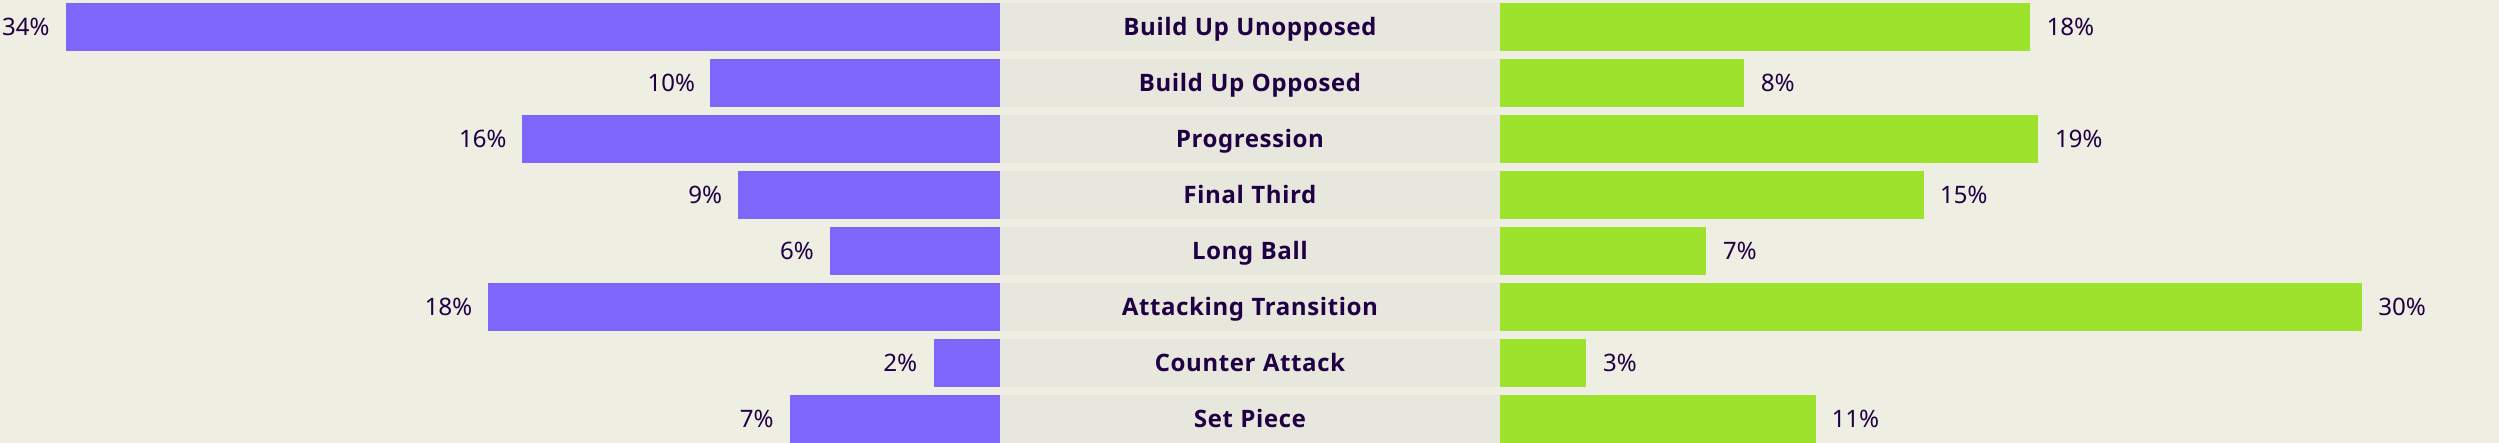 34% Build Up Unopposed 18%
10% Build Up Opposed 8%
16% Progression 19%
9% Final Third 15%
6% Long Ball 7%
18% Attacking Transition 30%
2% Counter Attack 3%
7% Set Piece 11%